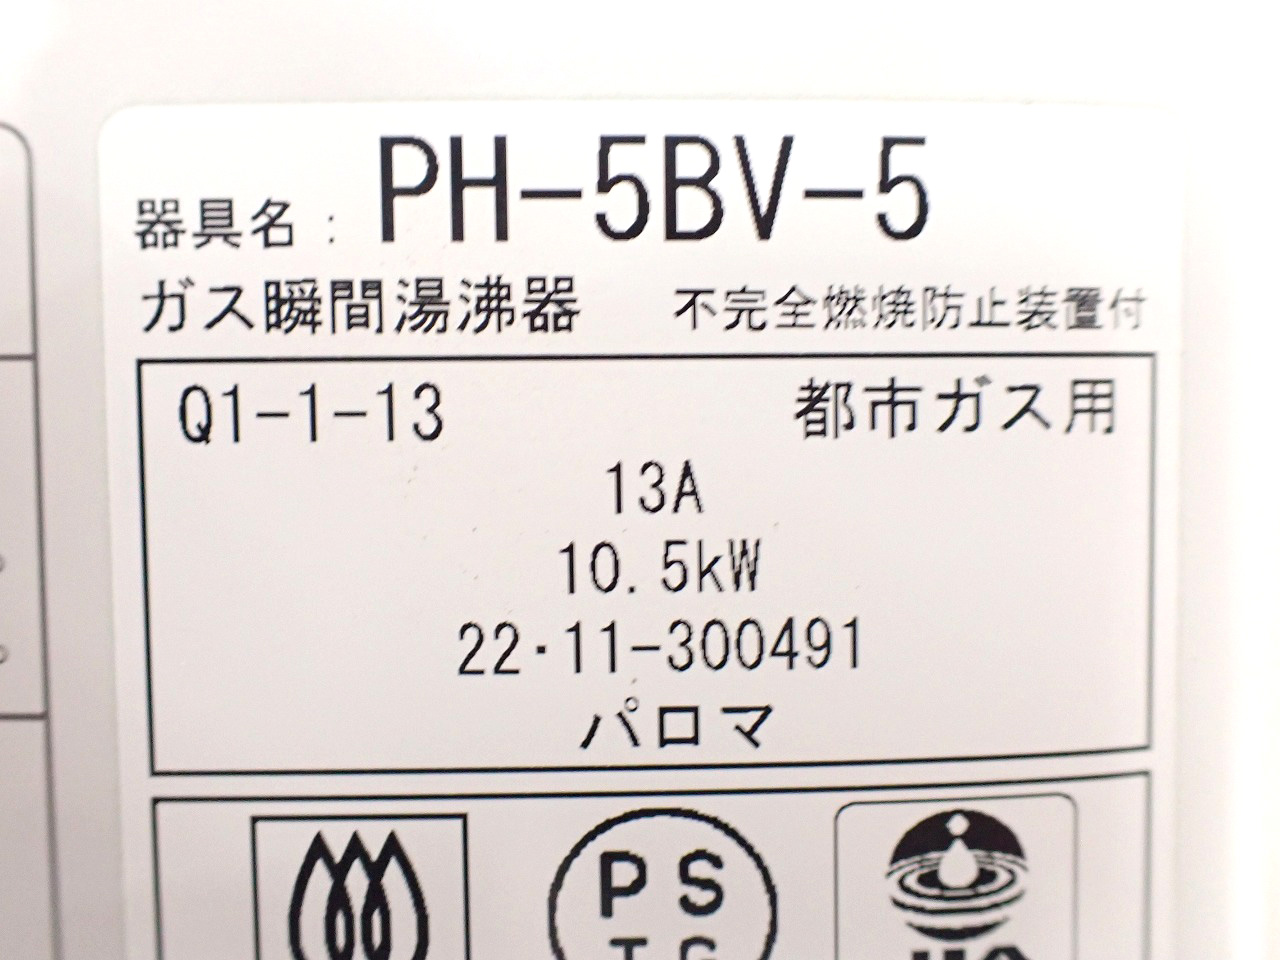 器具名: PH-5BV-5
ガス瞬間湯沸器 不完全燃焼防止装置付
Q1-1-13 都市ガス用
13A
10.5kW
22・11-300491
パロマ
PS